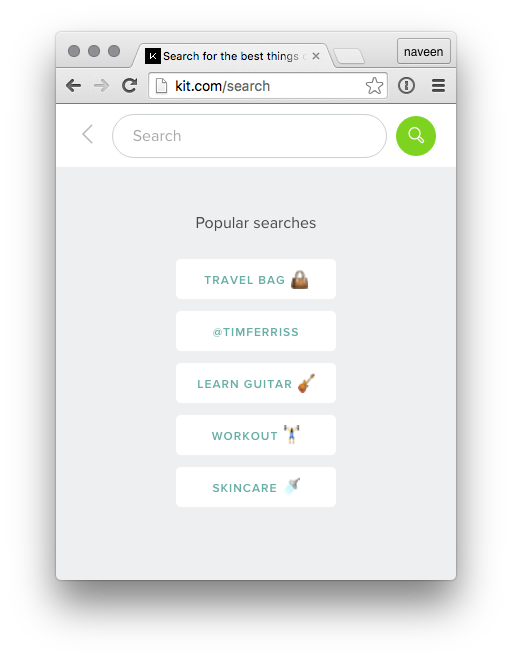 Search for the best things
naveen
kit.com/search
Search
Popular searches
TRAVEL BAG
@TIMFERRISS
LEARN GUITAR
WORKOUT
SKINCARE